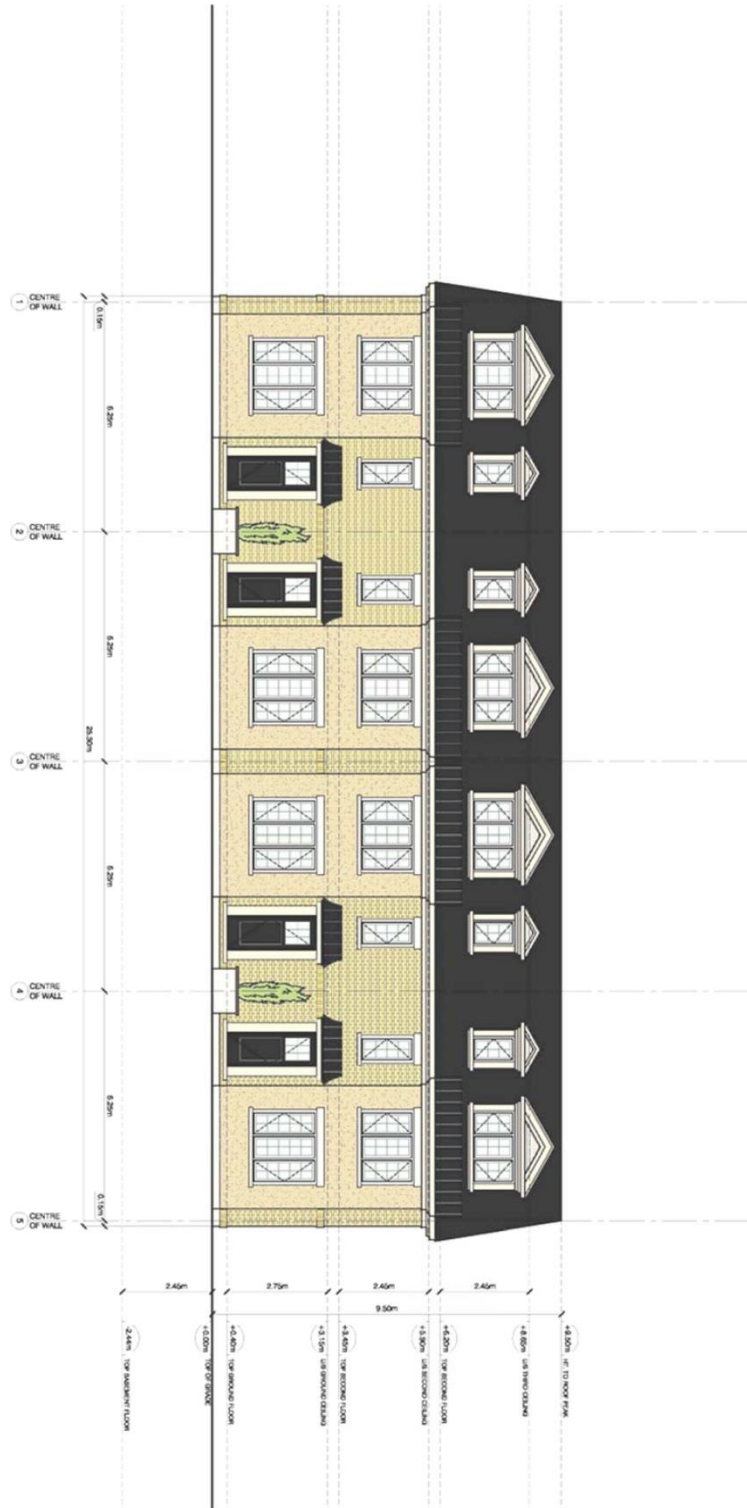 1
CENTRE
OF WALL
0.15m
6.25m
2
CENTRE
OF WALL
6.25m
25.30m
3
CENTRE
OF WALL
6.25m
4
CENTRE
OF WALL
6.25m
0.15m
5
CENTRE
OF WALL
2.45m
2.75m
2.45m
2.45m
9.50m
-2.44m
TOP BASEMENT FLOOR
+0.00m
TOP OF GRADE
+0.40m
TOP GROUND FLOOR
+3.15m
U/S GROUND CEILING
+3.45m
TOP SECOND FLOOR
+5.90m
U/S SECOND CEILING
+6.20m
TOP SECOND FLOOR
+8.65m
U/S THIRD CEILING
+9.50m
HT. TO ROOF PEAK